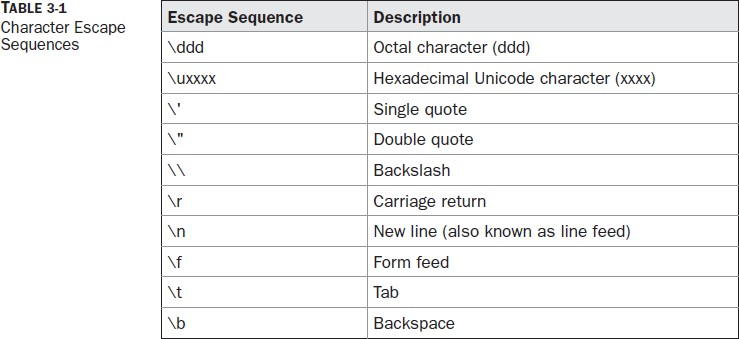 TABLE 3-1
Character Escape
Sequences
Escape Sequence Description
\ddd Octal character (ddd)
\uxxxx Hexadecimal Unicode character (xxxx)
\' Single quote
\" Double quote
\\ Backslash
\r Carriage return
\n New line (also known as line feed)
\f Form feed
\t Tab
\b Backspace